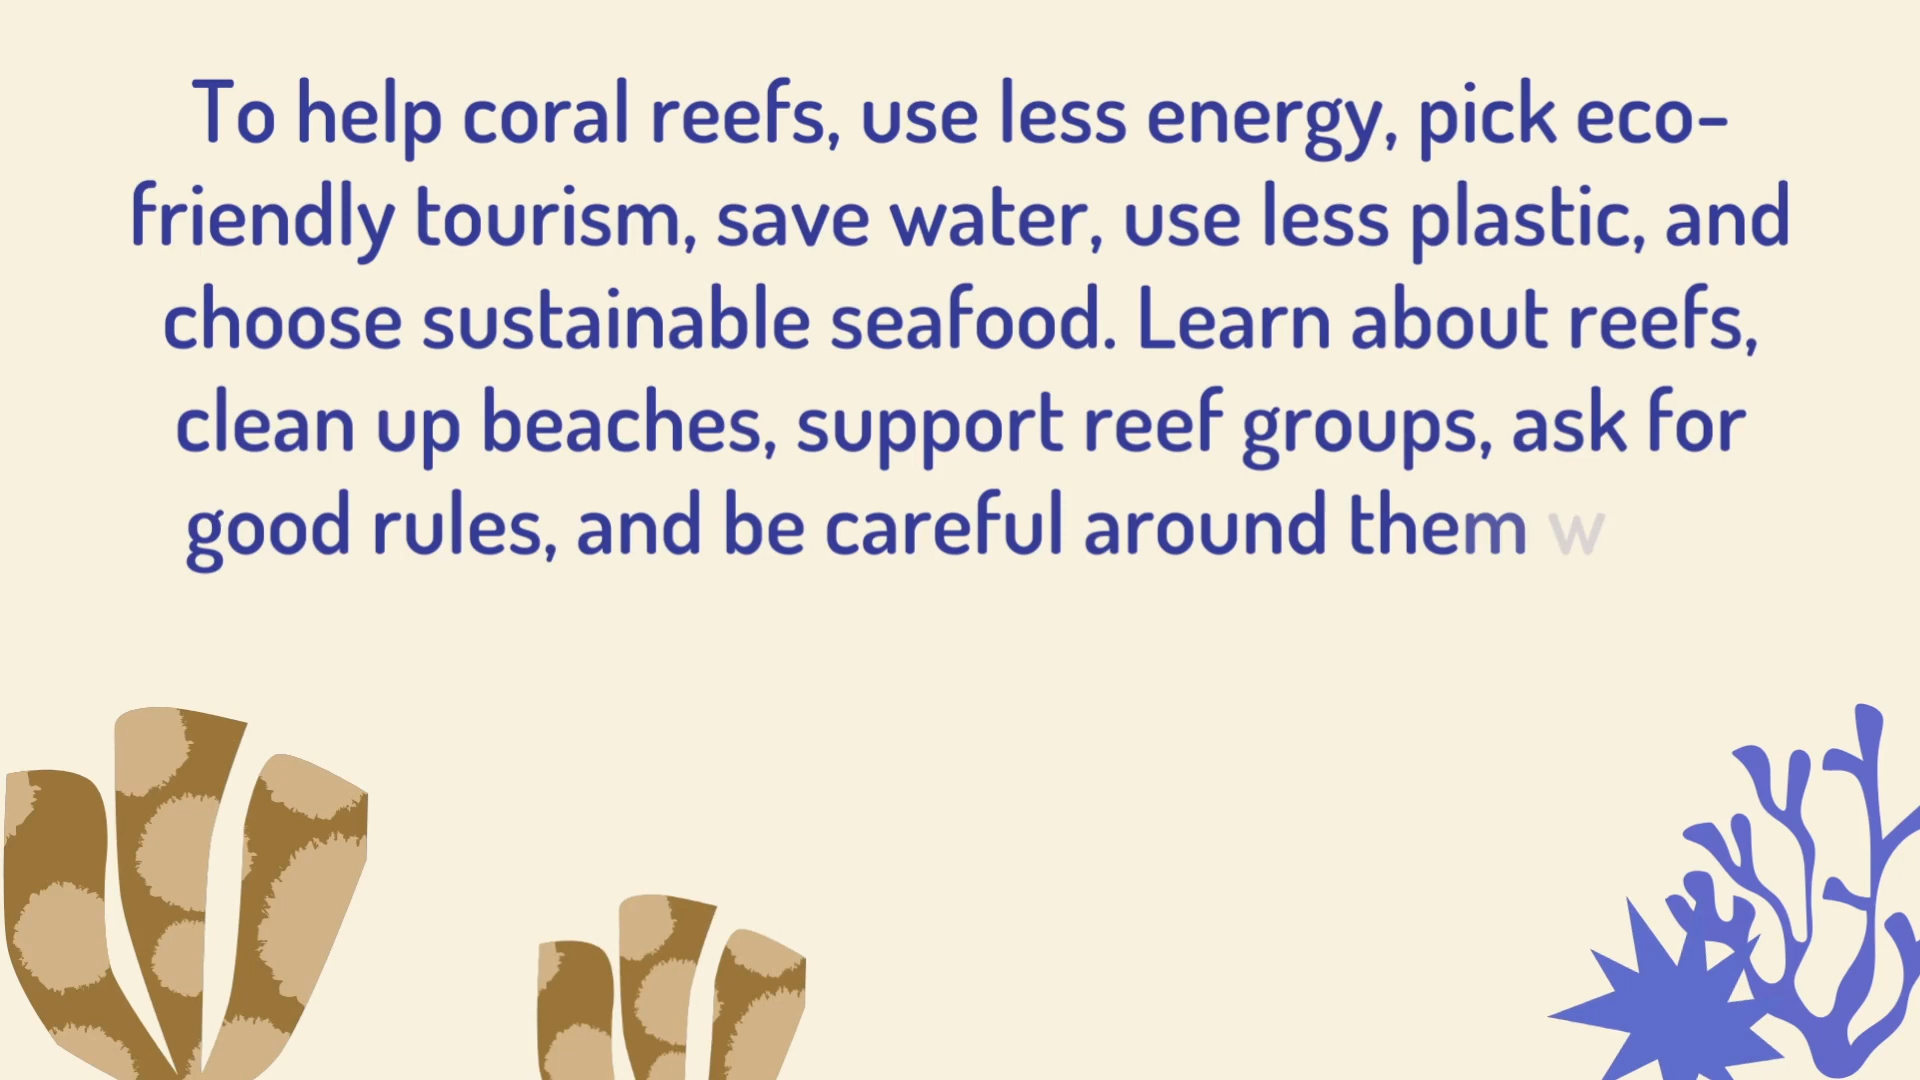 To help coral reefs, use less energy, pick eco-
friendly tourism, save water, use less plastic, and
choose sustainable seafood. Learn about reefs,
clean up beaches, support reef groups, ask for
good rules, and be careful around them w